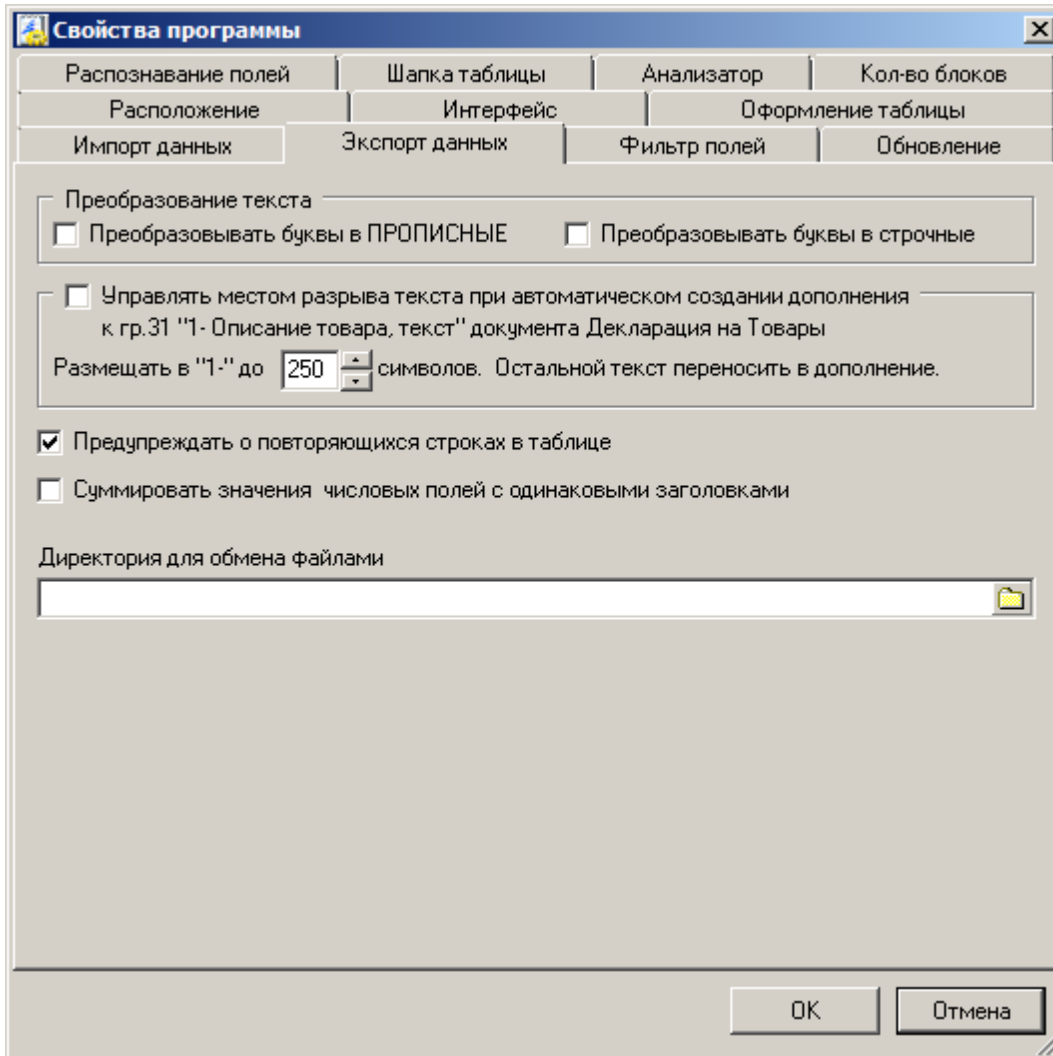 Свойства программы
Распознавание полей Шапка таблицы Анализатор Кол-во блоков
Расположение Интерфейс Оформление таблицы
Импорт данных Экспорт данных Фильтр полей Обновление
Преобразование текста
Преобразовывать буквы в ПРОПИСНЫЕ Преобразовывать буквы в строчные
Управлять местом разрыва текста при автоматическом создании дополнения
к гр.31 "1- Описание товара, текст" документа Декларация на Товары
Размещать в "1-" до 250 символов. Остальной текст переносить в дополнение.
Предупреждать о повторяющихся строках в таблице
Суммировать значения числовых полей с одинаковыми заголовками
Директория для обмена файлами
OK Отмена